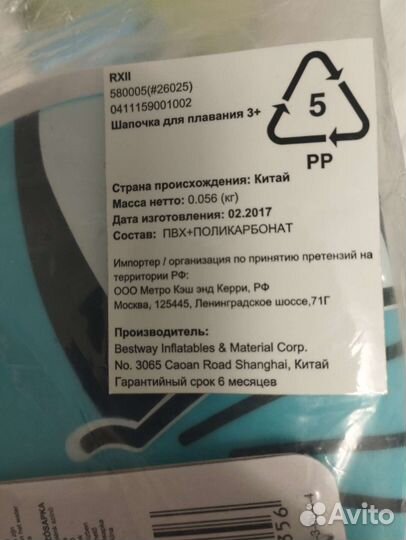 RXII
580005(#26025)
0411159001002
Шапочка для плавания 3+
5
PP
Страна происхождения: Китай
Масса нетто: 0.056 (кг)
Дата изготовления: 02.2017
Состав: ПВХ+ПОЛИКАРБОНАТ
Импортер / организация по принятию претензий на
территории РФ:
ООО Метро Кэш энд Керри, РФ
Москва, 125445, Ленинградское шоссе,71Г
Производитель:
Bestway Inflatables & Material Corp.
No. 3065 Caoan Road Shanghai, Китай
Гарантийный срок 6 месяцев
356
Avito